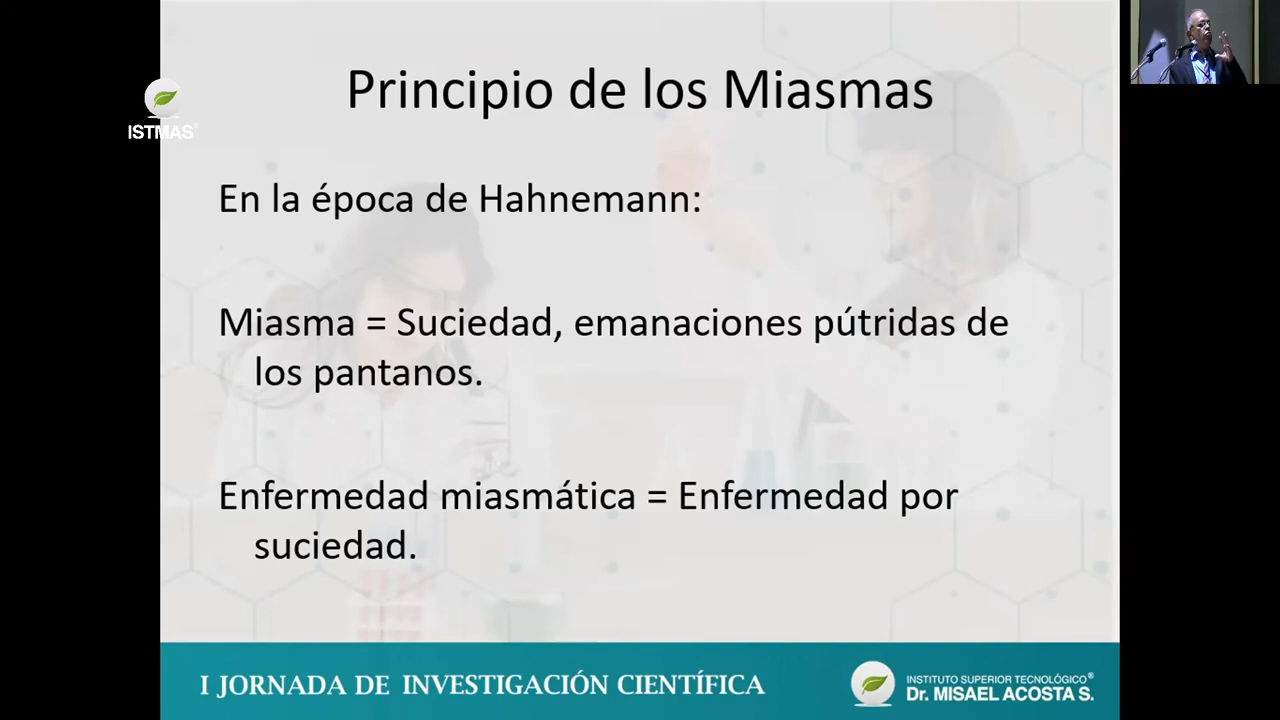 Principio de los Miasmas
ISTMAS®
En la época de Hahnemann:
Miasma = Suciedad, emanaciones pútridas de
los pantanos.
Enfermedad miasmática = Enfermedad por
suciedad.
I JORNADA DE INVESTIGACIÓN CIENTÍFICA
INSTITUTO SUPERIOR TECNOLÓGICO®
Dr. MISAEL ACOSTA S.